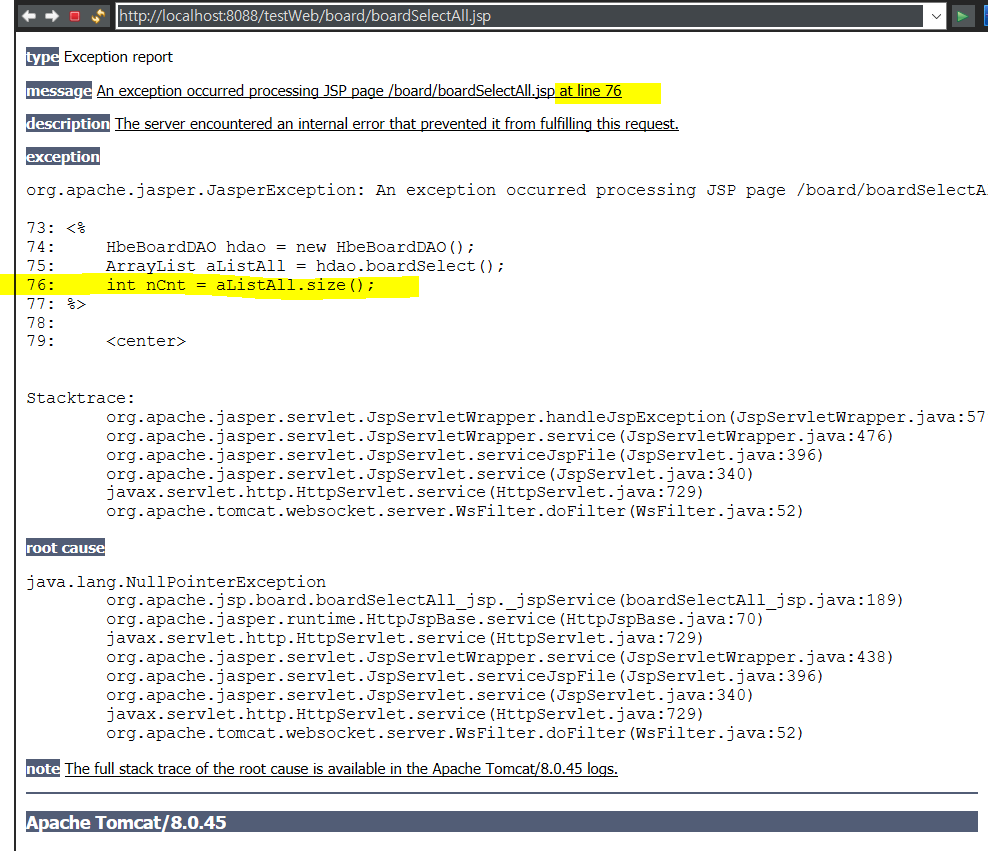 http://localhost:8088/testWeb/board/boardSelectAll.jsp
type Exception report
message An exception occurred processing JSP page /board/boardSelectAll.jsp at line 76
description The server encountered an internal error that prevented it from fulfilling this request.
exception
org.apache.jasper.JasperException: An exception occurred processing JSP page /board/boardSelectA
73: <%
74:     HbeBoardDAO hdao = new HbeBoardDAO();
75:     ArrayList aListAll = hdao.boardSelect();
76:     int nCnt = aListAll.size();
77: %>
78:
79:     <center>
Stacktrace:
org.apache.jasper.servlet.JspServletWrapper.handleJspException(JspServletWrapper.java:57
org.apache.jasper.servlet.JspServletWrapper.service(JspServletWrapper.java:476)
org.apache.jasper.servlet.JspServlet.serviceJspFile(JspServlet.java:396)
org.apache.jasper.servlet.JspServlet.service(JspServlet.java:340)
javax.servlet.http.HttpServlet.service(HttpServlet.java:729)
org.apache.tomcat.websocket.server.WsFilter.doFilter(WsFilter.java:52)
root cause
java.lang.NullPointerException
org.apache.jsp.board.boardSelectAll_jsp._jspService(boardSelectAll_jsp.java:189)
org.apache.jasper.runtime.HttpJspBase.service(HttpJspBase.java:70)
javax.servlet.http.HttpServlet.service(HttpServlet.java:729)
org.apache.jasper.servlet.JspServletWrapper.service(JspServletWrapper.java:438)
org.apache.jasper.servlet.JspServlet.serviceJspFile(JspServlet.java:396)
org.apache.jasper.servlet.JspServlet.service(JspServlet.java:340)
javax.servlet.http.HttpServlet.service(HttpServlet.java:729)
org.apache.tomcat.websocket.server.WsFilter.doFilter(WsFilter.java:52)
note The full stack trace of the root cause is available in the Apache Tomcat/8.0.45 logs.
Apache Tomcat/8.0.45